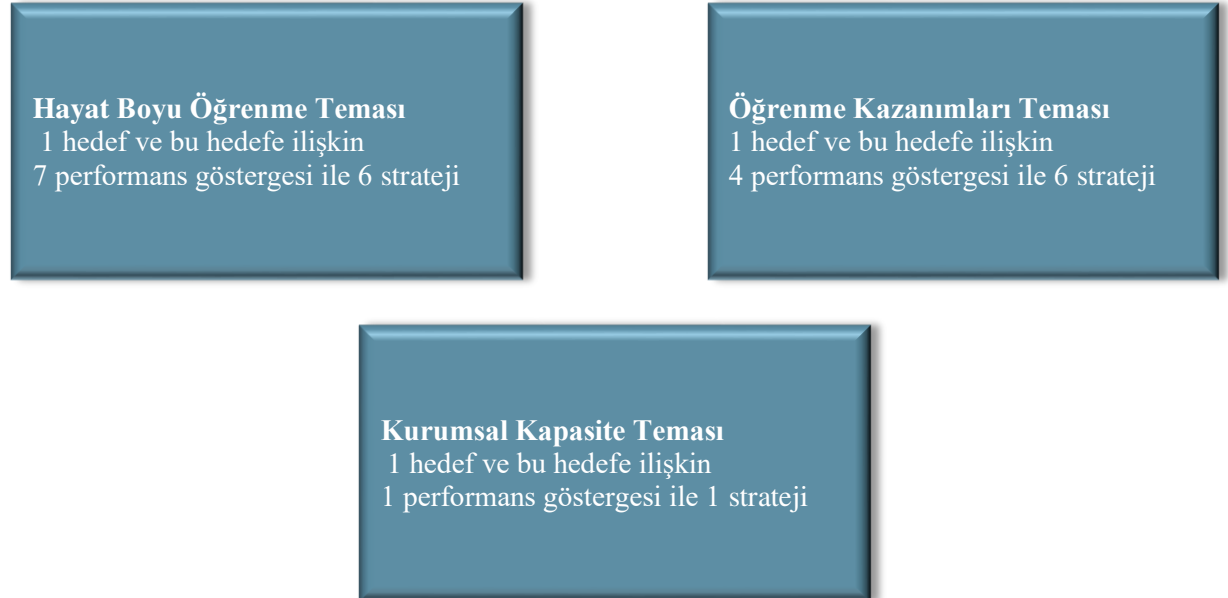 Hayat Boyu Öğrenme Teması
1 hedef ve bu hedefe ilişkin
7 performans göstergesi ile 6 strateji
Öğrenme Kazanımları Teması
1 hedef ve bu hedefe ilişkin
4 performans göstergesi ile 6 strateji
Kurumsal Kapasite Teması
1 hedef ve bu hedefe ilişkin
1 performans göstergesi ile 1 strateji